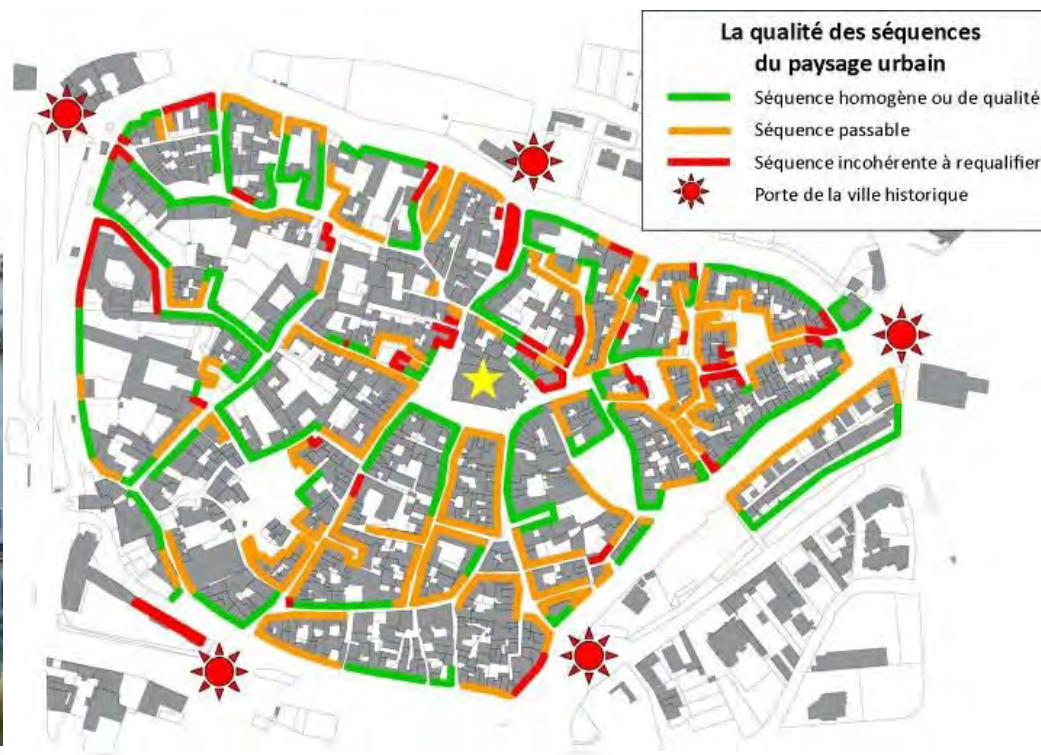 La qualité des séquences
du paysage urbain
Séquence homogène ou de qualité
Séquence passable
Séquence incohérente à requalifier
Porte de la ville historique